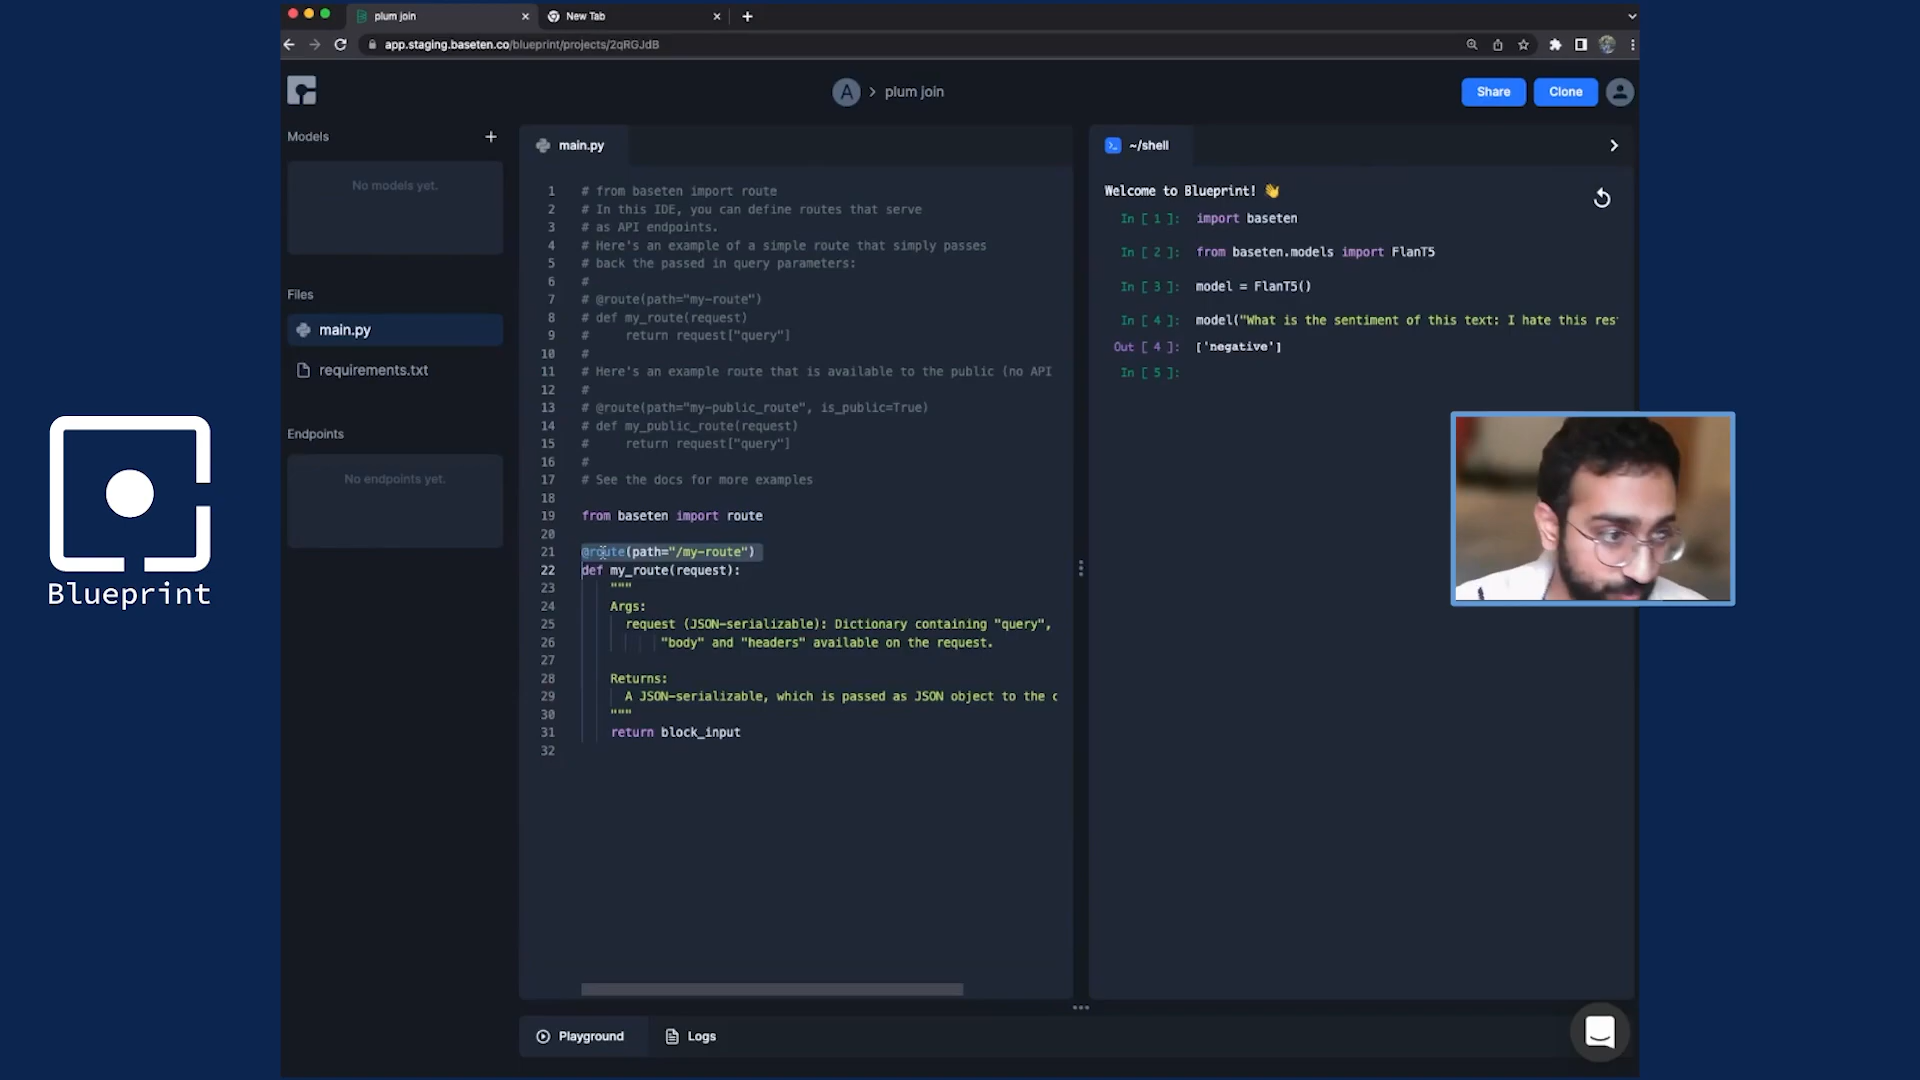 plum join
New Tab
app.staging.baseten.co/blueprint/projects/2qRGJdB
A > plum join
Share
Clone
Models
No models yet.
Files
main.py
requirements.txt
Endpoints
No endpoints yet.
Blueprint
main.py
1 # from baseten import route
2 # In this IDE, you can define routes that serve
3 # as API endpoints.
4 # Here's an example of a simple route that simply passes
5 # back the passed in query parameters:
6 #
7 # @route(path="my-route")
8 # def my_route(request)
9 #     return request["query"]
10 #
11 # Here's an example route that is available to the public (no API
12 #
13 # @route(path="my-public_route", is_public=True)
14 # def my_public_route(request)
15 #     return request["query"]
16 #
17 # See the docs for more examples
18
19 from baseten import route
20
21 @route(path="/my-route")
22 def my_route(request):
23     """
24     Args:
25       request (JSON-serializable): Dictionary containing "query",
26            "body" and "headers" available on the request.
27
28     Returns:
29       A JSON-serializable, which is passed as JSON object to the c
30     """
31     return block_input
32
~/shell
Welcome to Blueprint! 👋
In [ 1 ]: import baseten
In [ 2 ]: from baseten.models import FlanT5
In [ 3 ]: model = FlanT5()
In [ 4 ]: model("What is the sentiment of this text: I hate this res
Out [ 4 ]: ['negative']
In [ 5 ]:
Playground
Logs